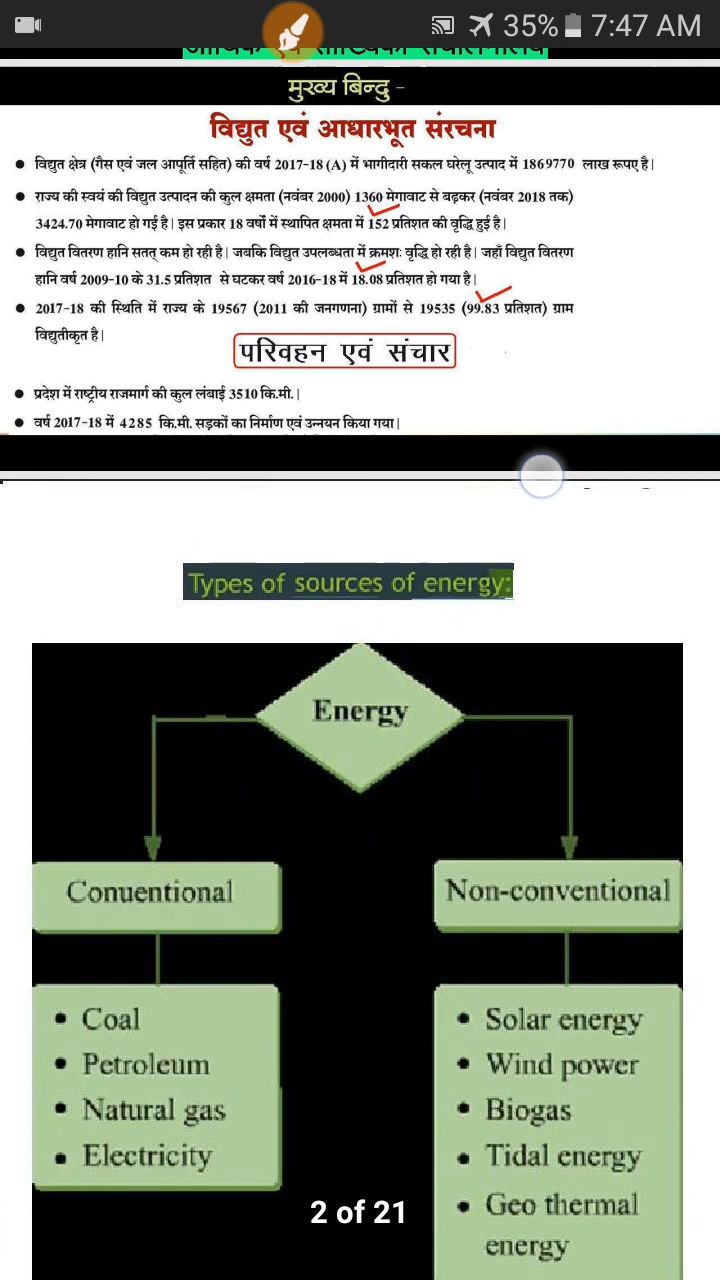 35% 7:47 AM
मुख्य बिन्दु -
विद्युत एवं आधारभूत संरचना
● विद्युत क्षेत्र (गैस एवं जल आपूर्ति सहित) की वर्ष 2017-18 (A) में भागीदारी सकल घरेलू उत्पाद में 1869770 लाख रूपए है।
● राज्य की स्वयं की विद्युत उत्पादन की कुल क्षमता (नवंबर 2000) 1360 मेगावाट से बढ़कर (नवंबर 2018 तक)
3424.70 मेगावाट हो गई है। इस प्रकार 18 वर्षों में स्थापित क्षमता में 152 प्रतिशत की वृद्धि हुई है।
● विद्युत वितरण हानि सतत् कम हो रही है। जबकि विद्युत उपलब्धता में क्रमशः वृद्धि हो रही है। जहाँ विद्युत वितरण
हानि वर्ष 2009-10 के 31.5 प्रतिशत से घटकर वर्ष 2016-18 में 18.08 प्रतिशत हो गया है।
● 2017-18 की स्थिति में राज्य के 19567 (2011 की जनगणना) ग्रामों से 19535 (99.83 प्रतिशत) ग्राम
विद्युतीकृत है।
परिवहन एवं संचार
● प्रदेश में राष्ट्रीय राजमार्ग की कुल लंबाई 3510 कि.मी.।
● वर्ष 2017-18 में 4285 कि.मी. सड़कों का निर्माण एवं उन्नयन किया गया।
Types of sources of energy:
Energy
Conuentional
Non-conventional
• Coal
• Petroleum
• Natural gas
• Electricity
• Solar energy
• Wind power
• Biogas
• Tidal energy
• Geo thermal
energy
2 of 21